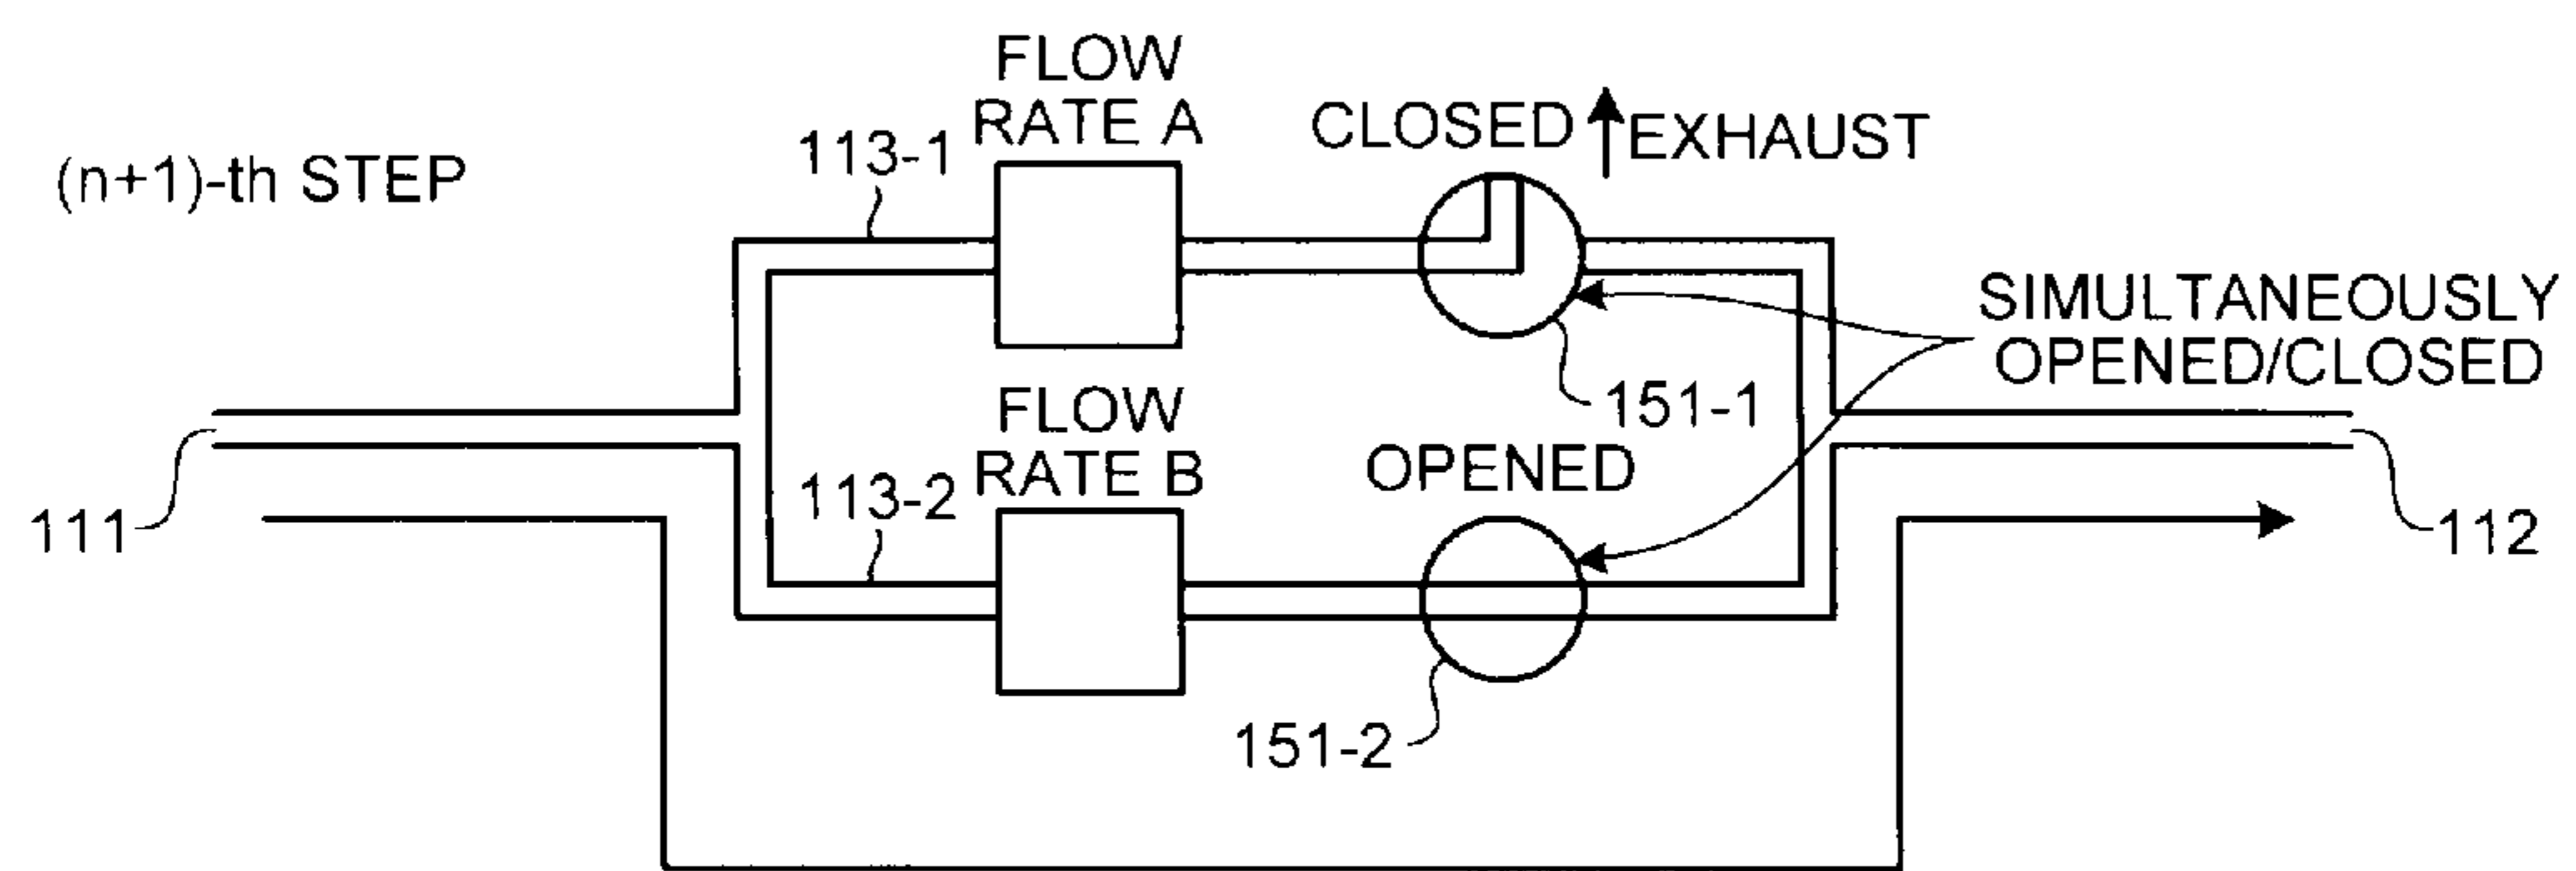 (n+1)-th STEP
FLOW
RATE A
113-1
CLOSED
EXHAUST
SIMULTANEOUSLY
OPENED/CLOSED
151-1
FLOW
RATE B
113-2
OPENED
111
112
151-2